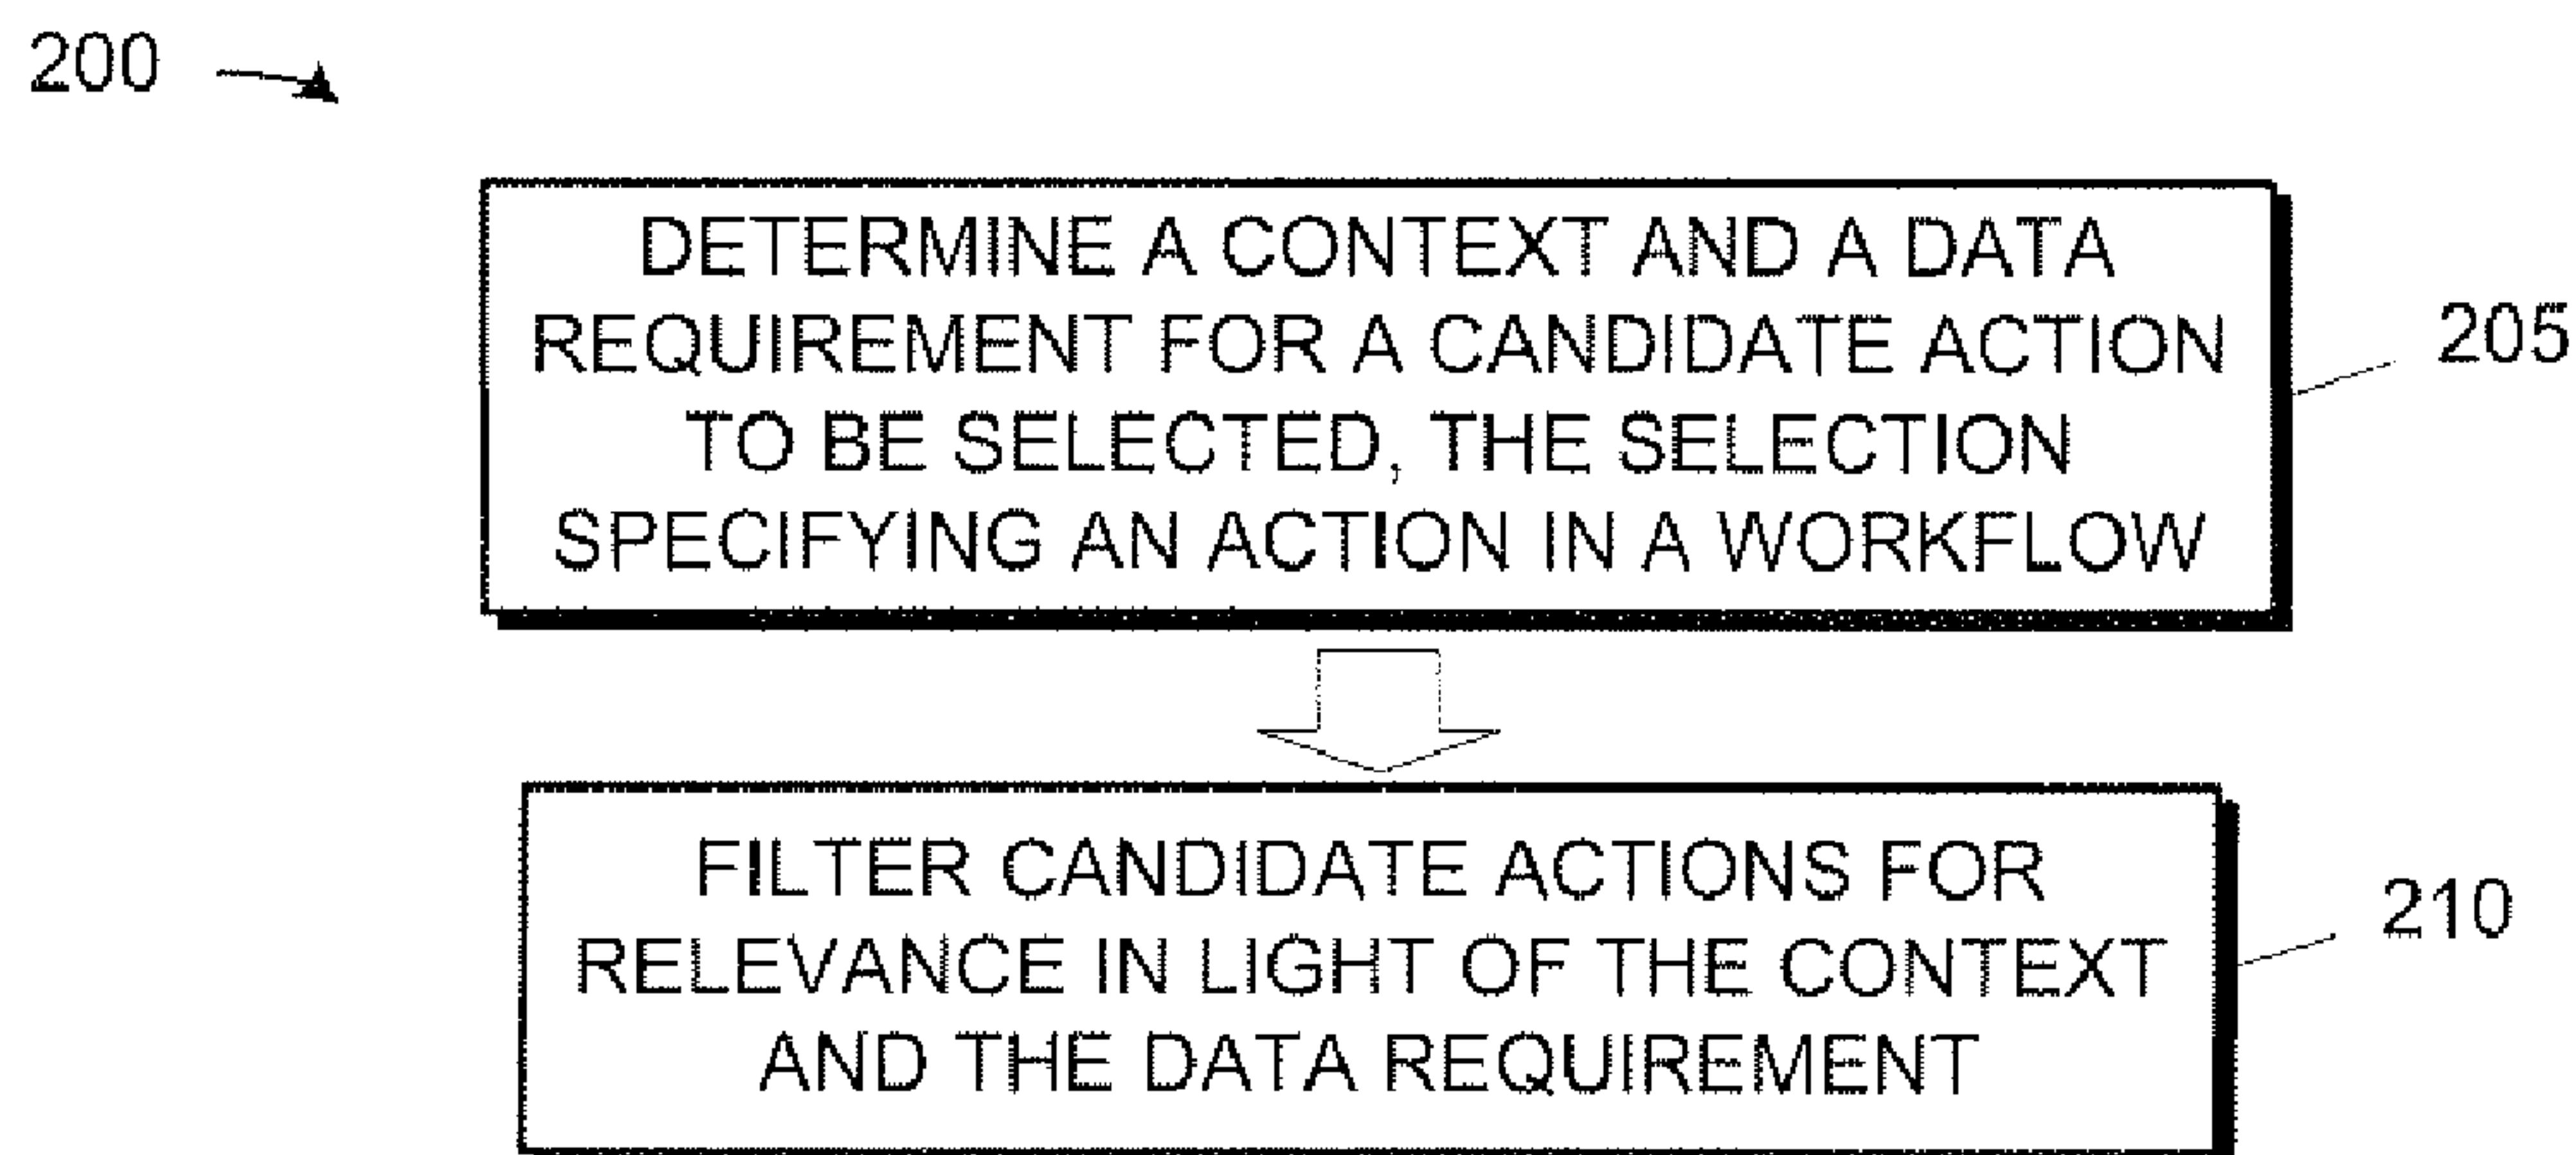 200
DETERMINE A CONTEXT AND A DATA
REQUIREMENT FOR A CANDIDATE ACTION
TO BE SELECTED, THE SELECTION
SPECIFYING AN ACTION IN A WORKFLOW
205
FILTER CANDIDATE ACTIONS FOR
RELEVANCE IN LIGHT OF THE CONTEXT
AND THE DATA REQUIREMENT
210